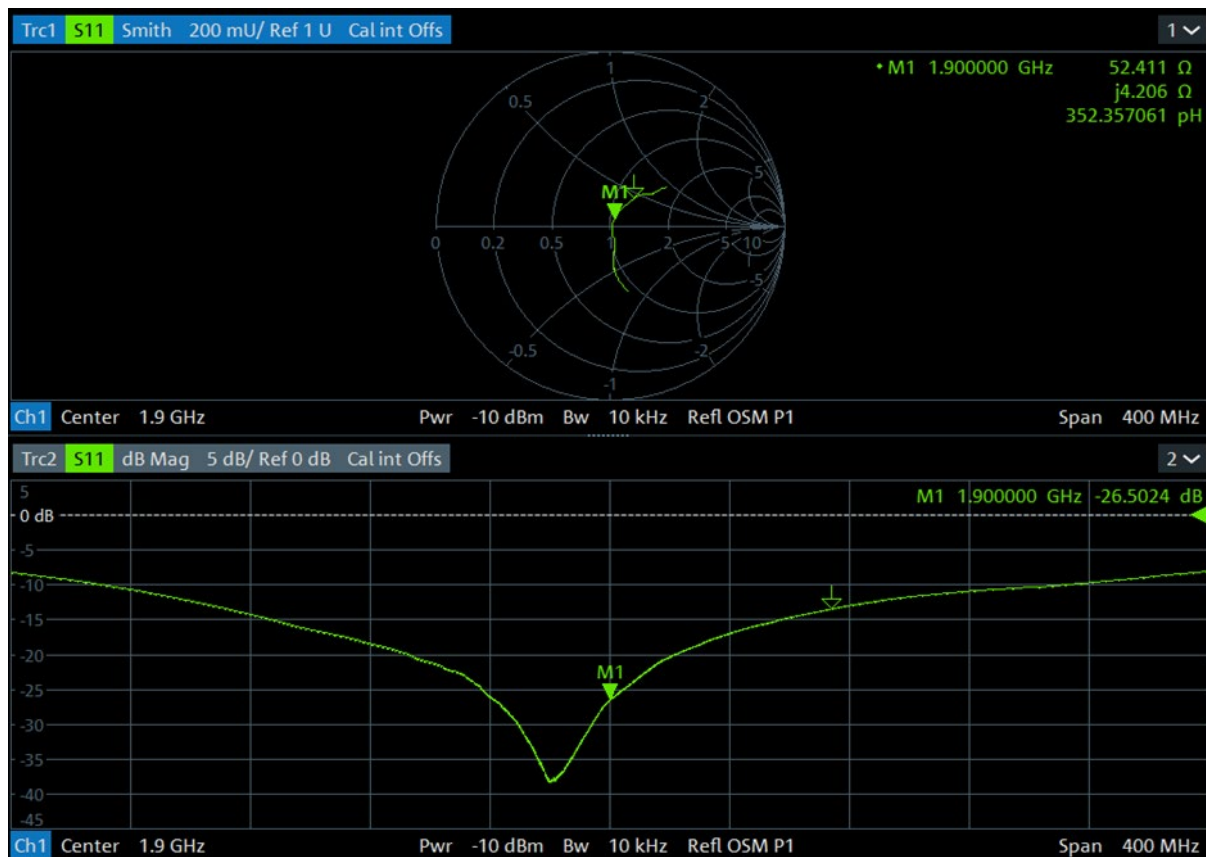 Trc1 S11 Smith 200 mU/ Ref 1 U Cal int Offs 1
• M1 1.900000 GHz 52.411 Ω
j4.206 Ω
352.357061 pH
1
0.5 2
5
M1
0 0.2 0.5 1 2 5 10
-5
-0.5 -2
-1
Ch1 Center 1.9 GHz Pwr -10 dBm Bw 10 kHz Refl OSM P1 Span 400 MHz
Trc2 S11 dB Mag 5 dB/ Ref 0 dB Cal int Offs 2
M1 1.900000 GHz -26.5024 dB
5
0 dB
-5
-10
-15
-20
M1
-25
-30
-35
-40
-45
Ch1 Center 1.9 GHz Pwr -10 dBm Bw 10 kHz Refl OSM P1 Span 400 MHz